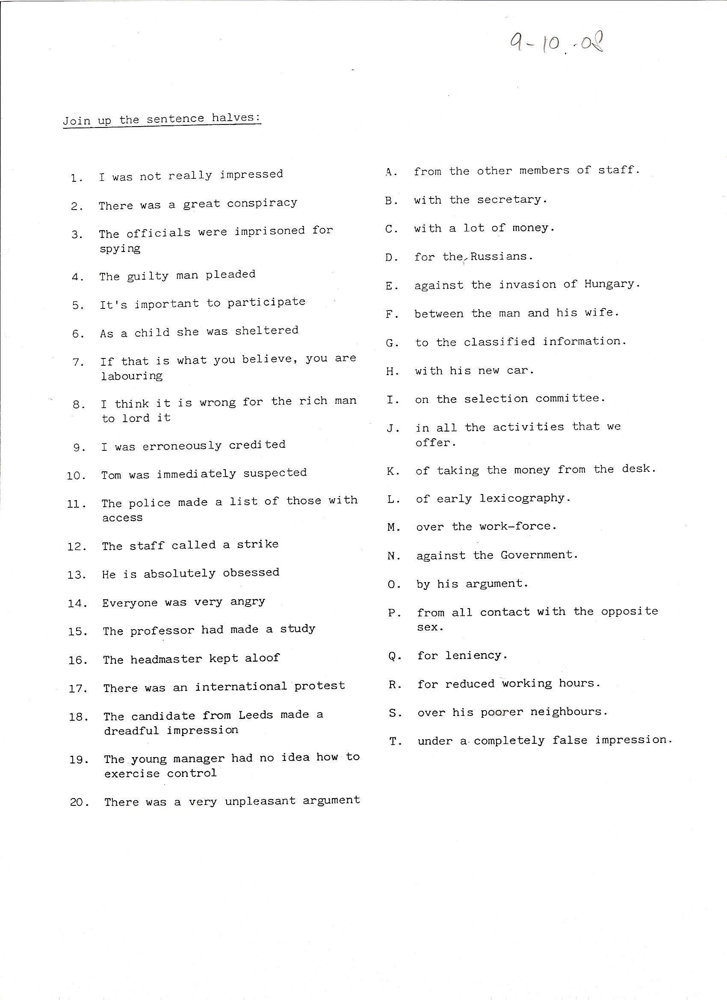 9-10.-08
Join up the sentence halves:
1. I was not really impressed
2. There was a great conspiracy
3. The officials were imprisoned for
spying
4. The guilty man pleaded
5. It's important to participate
6. As a child she was sheltered
7. If that is what you believe, you are
labouring
8. I think it is wrong for the rich man
to lord it
9. I was erroneously credited
10. Tom was immediately suspected
11. The police made a list of those with
access
12. The staff called a strike
13. He is absolutely obsessed
14. Everyone was very angry
15. The professor had made a study
16. The headmaster kept aloof
17. There was an international protest
18. The candidate from Leeds made a
dreadful impression
19. The young manager had no idea how to
exercise control
20. There was a very unpleasant argument
A. from the other members of staff.
B. with the secretary.
C. with a lot of money.
D. for the Russians.
E. against the invasion of Hungary.
F. between the man and his wife.
G. to the classified information.
H. with his new car.
I. on the selection committee.
J. in all the activities that we
offer.
K. of taking the money from the desk.
L. of early lexicography.
M. over the work-force.
N. against the Government.
O. by his argument.
P. from all contact with the opposite
sex.
Q. for leniency.
R. for reduced working hours.
S. over his poorer neighbours.
T. under a completely false impression.